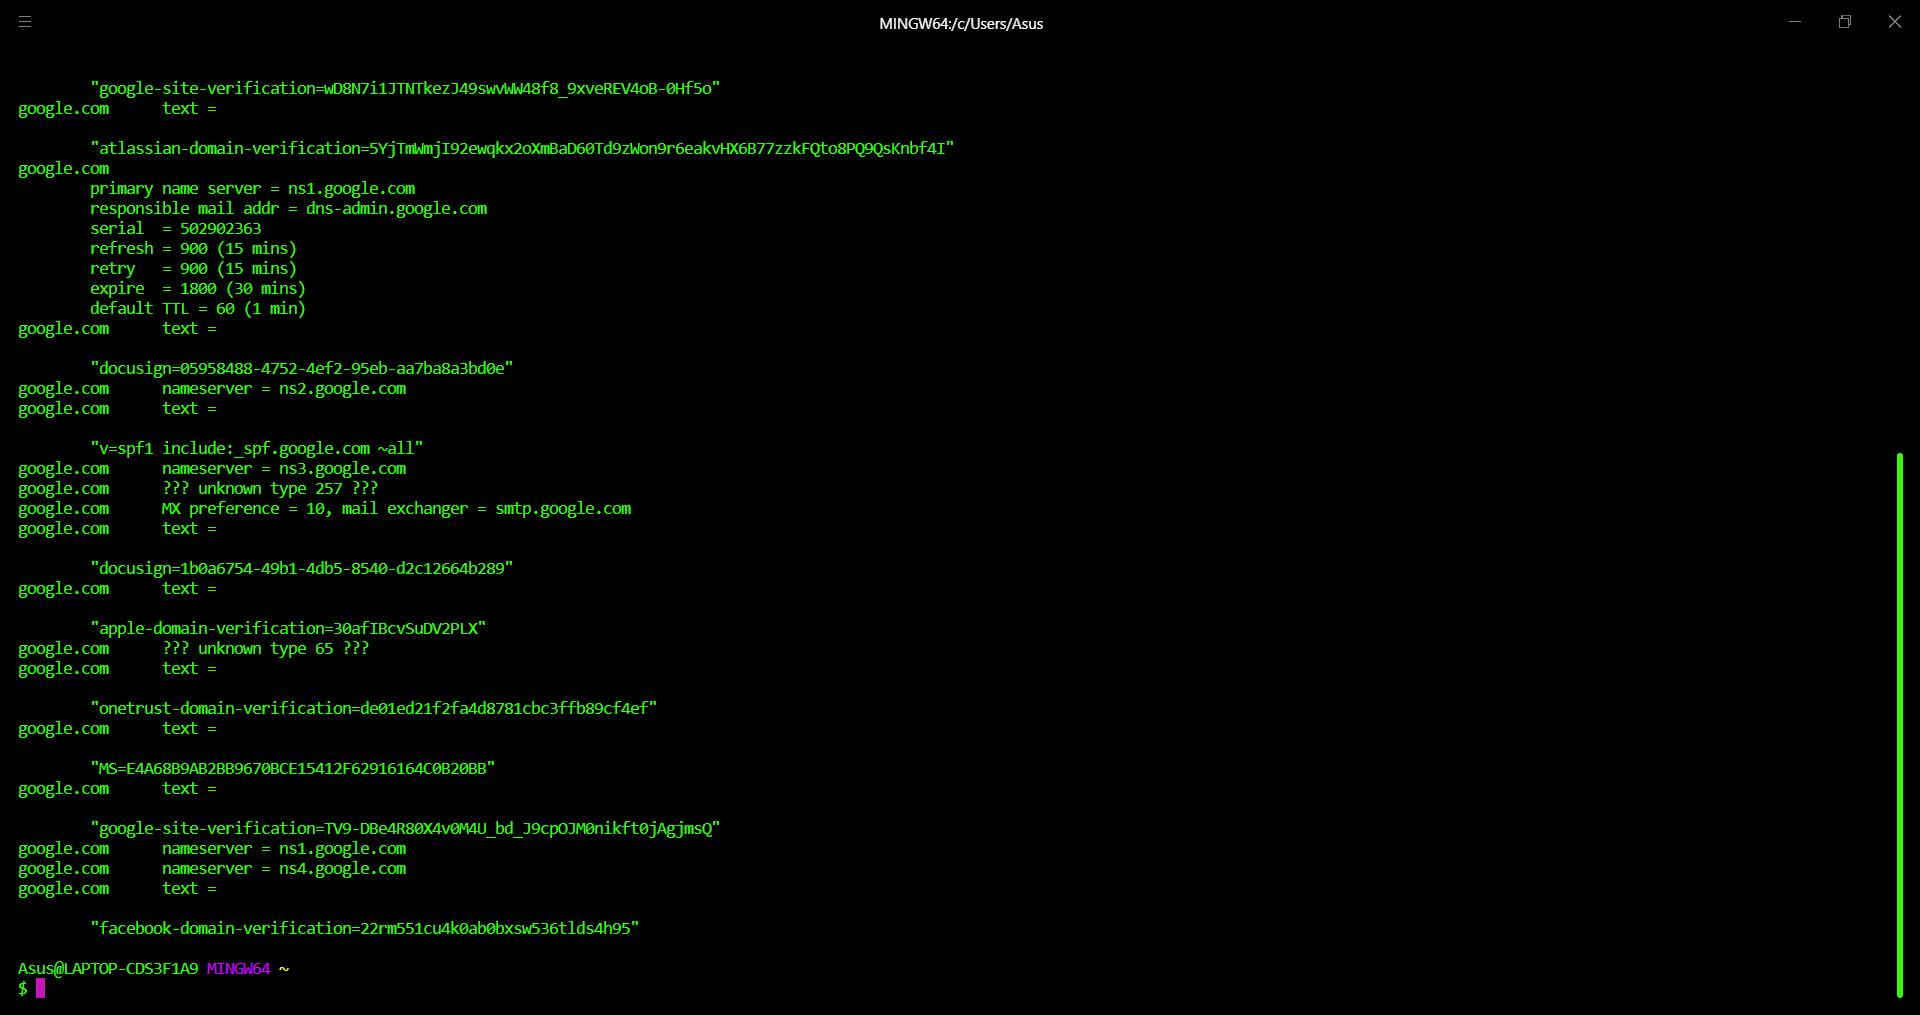 MINGW64:/c/Users/Asus
"google-site-verification=wD8N7i1JTNTkezJ49swvWW48f8_9xveREV4oB-0Hf5o"
google.com text =
"atlassian-domain-verification=5YjTmWmjI92ewqkx2oXmBaD60Td9zWon9r6eakvHX6B77zzkFQto8PQ9QsKnbf4I"
google.com
primary name server = ns1.google.com
responsible mail addr = dns-admin.google.com
serial = 502902363
refresh = 900 (15 mins)
retry = 900 (15 mins)
expire = 1800 (30 mins)
default TTL = 60 (1 min)
google.com text =
"docusign=05958488-4752-4ef2-95eb-aa7ba8a3bd0e"
google.com nameserver = ns2.google.com
google.com text =
"v=spf1 include:_spf.google.com ~all"
google.com nameserver = ns3.google.com
google.com ??? unknown type 257 ???
google.com MX preference = 10, mail exchanger = smtp.google.com
google.com text =
"docusign=1b0a6754-49b1-4db5-8540-d2c12664b289"
google.com text =
"apple-domain-verification=30afIBcvSuDV2PLX"
google.com ??? unknown type 65 ???
google.com text =
"onetrust-domain-verification=de01ed21f2fa4d8781cbc3ffb89cf4ef"
google.com text =
"MS=E4A68B9AB2BB9670BCE15412F62916164C0B20BB"
google.com text =
"google-site-verification=TV9-DBe4R80X4v0M4U_bd_J9cpOJM0nikft0jAgjmsQ"
google.com nameserver = ns1.google.com
google.com nameserver = ns4.google.com
google.com text =
"facebook-domain-verification=22rm551cu4k0ab0bxsw536tlds4h95"
Asus@LAPTOP-CDS3F1A9 MINGW64 ~
$